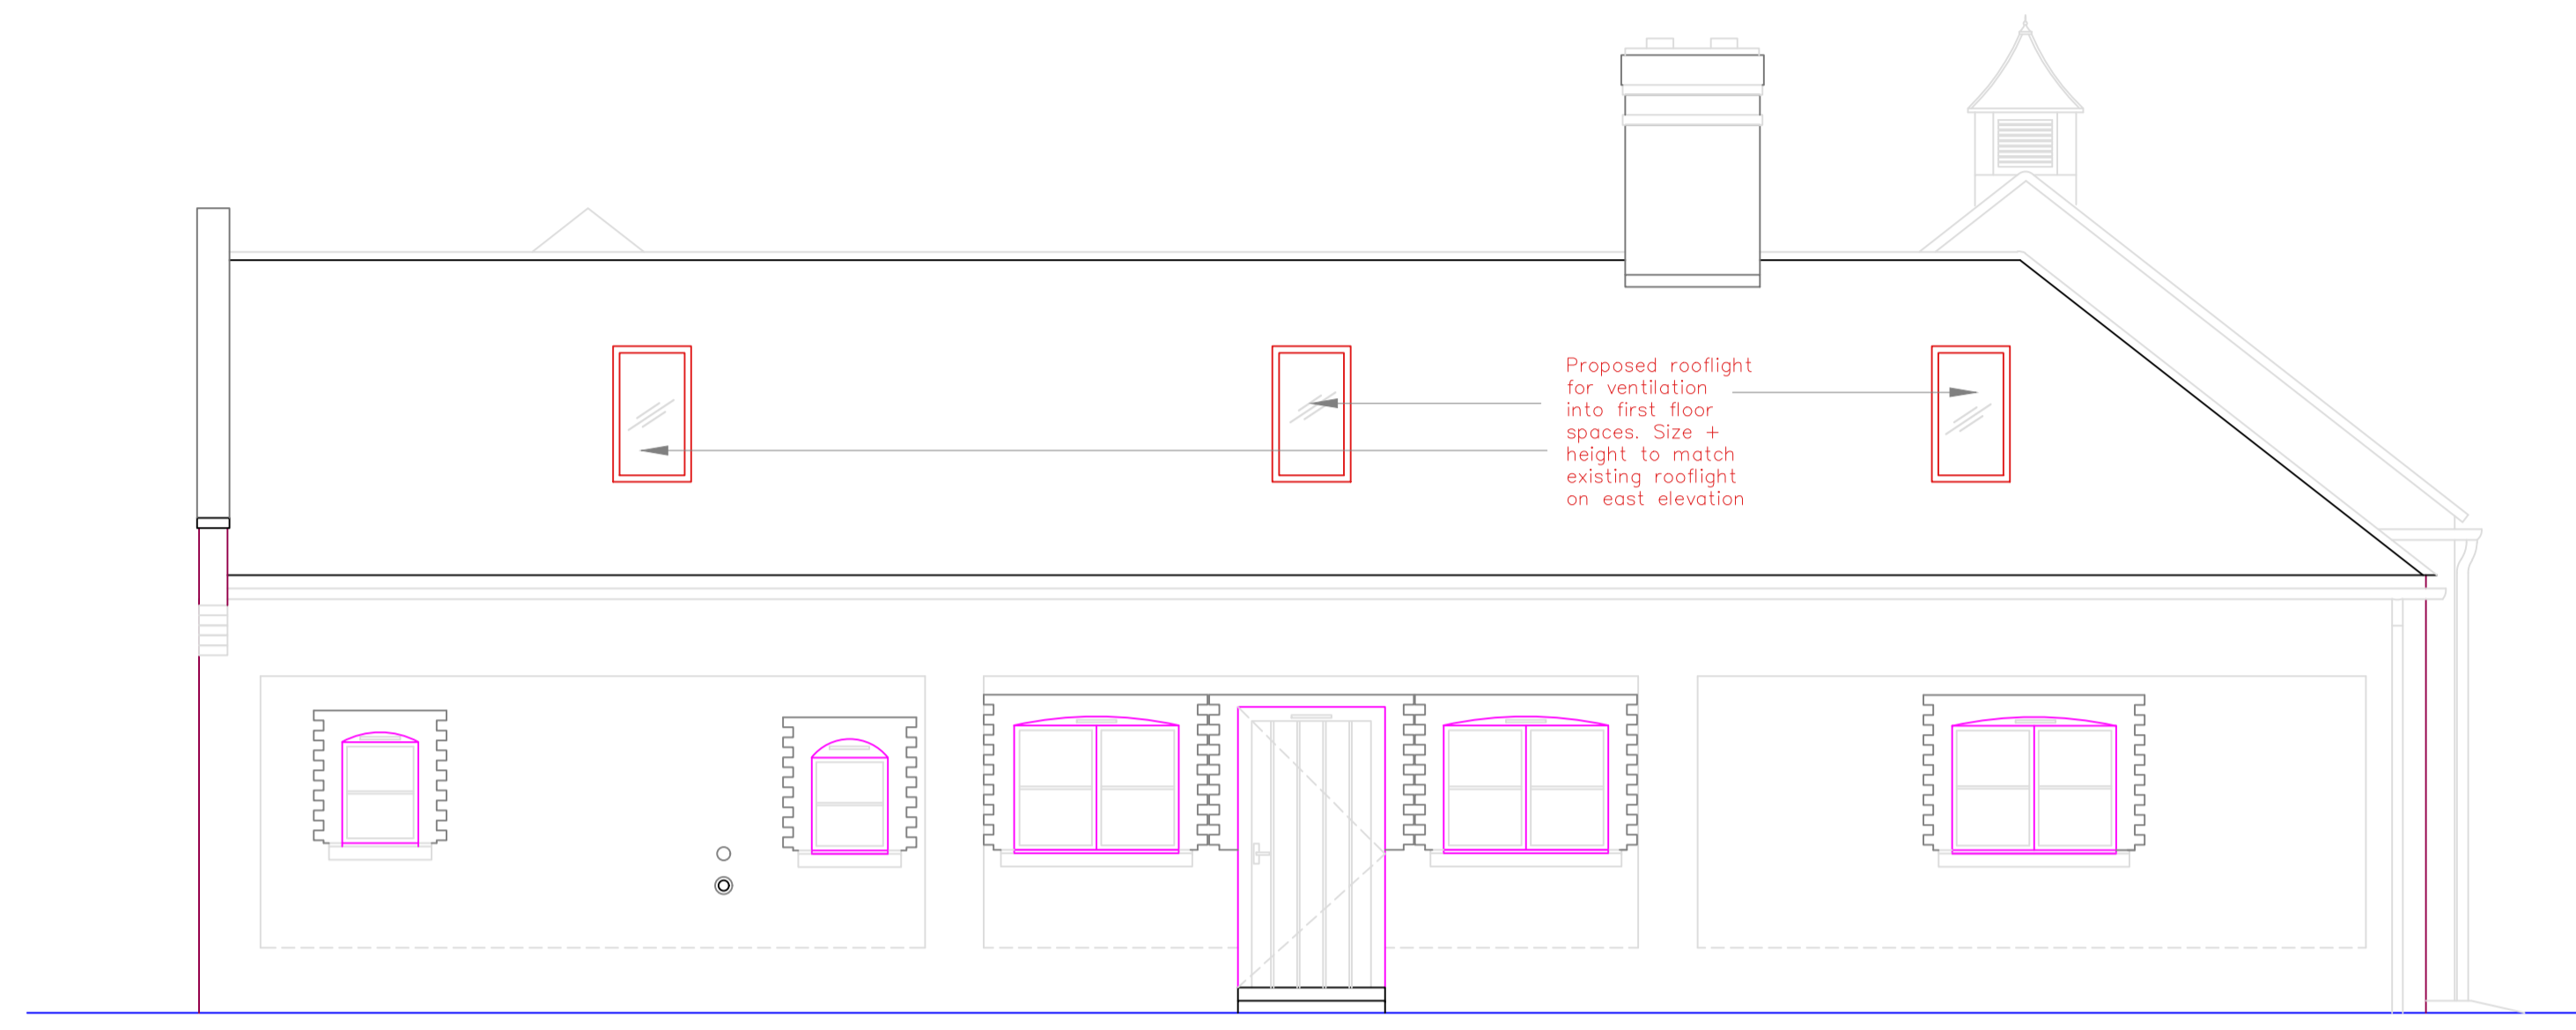 Proposed rooflight
for ventilation
into first floor
spaces. Size +
height to match
existing rooflight
on east elevation